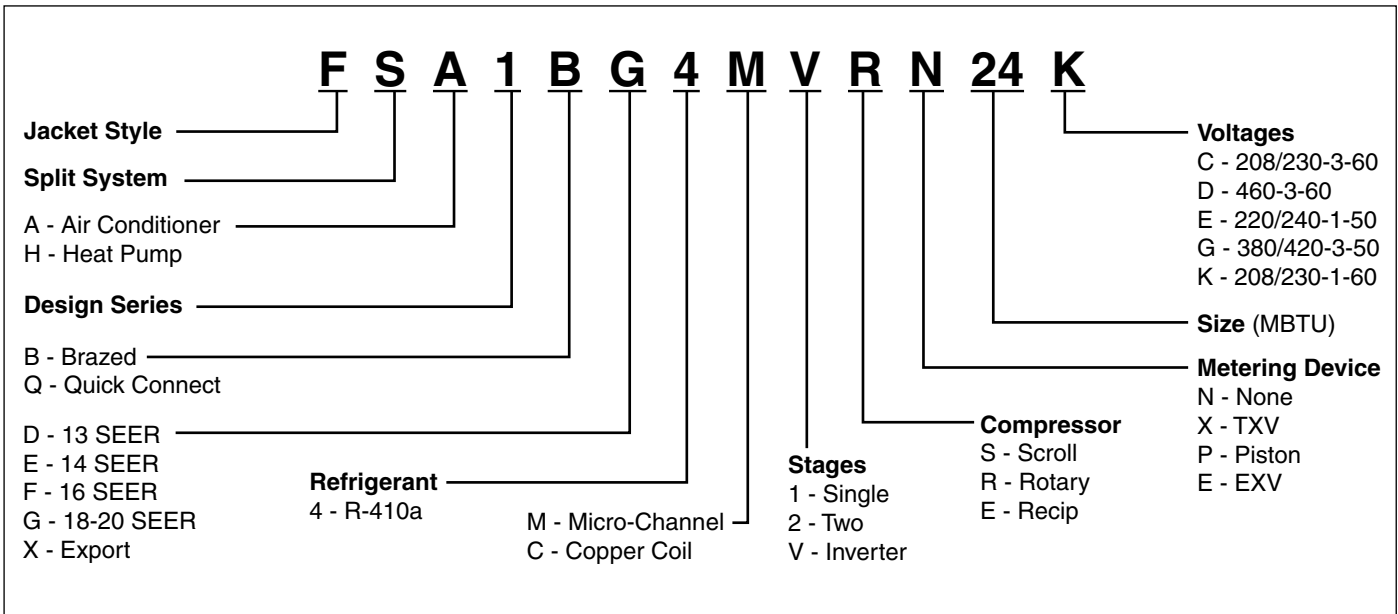 F S A 1 B G 4 M V R N 24 K
Jacket Style
Split System
A - Air Conditioner
H - Heat Pump
Design Series
B - Brazed
Q - Quick Connect
D - 13 SEER
E - 14 SEER
F - 16 SEER
G - 18-20 SEER
X - Export
Refrigerant
4 - R-410a
M - Micro-Channel
C - Copper Coil
Stages
1 - Single
2 - Two
V - Inverter
Compressor
S - Scroll
R - Rotary
E - Recip
Metering Device
N - None
X - TXV
P - Piston
E - EXV
Size (MBTU)
Voltages
C - 208/230-3-60
D - 460-3-60
E - 220/240-1-50
G - 380/420-3-50
K - 208/230-1-60